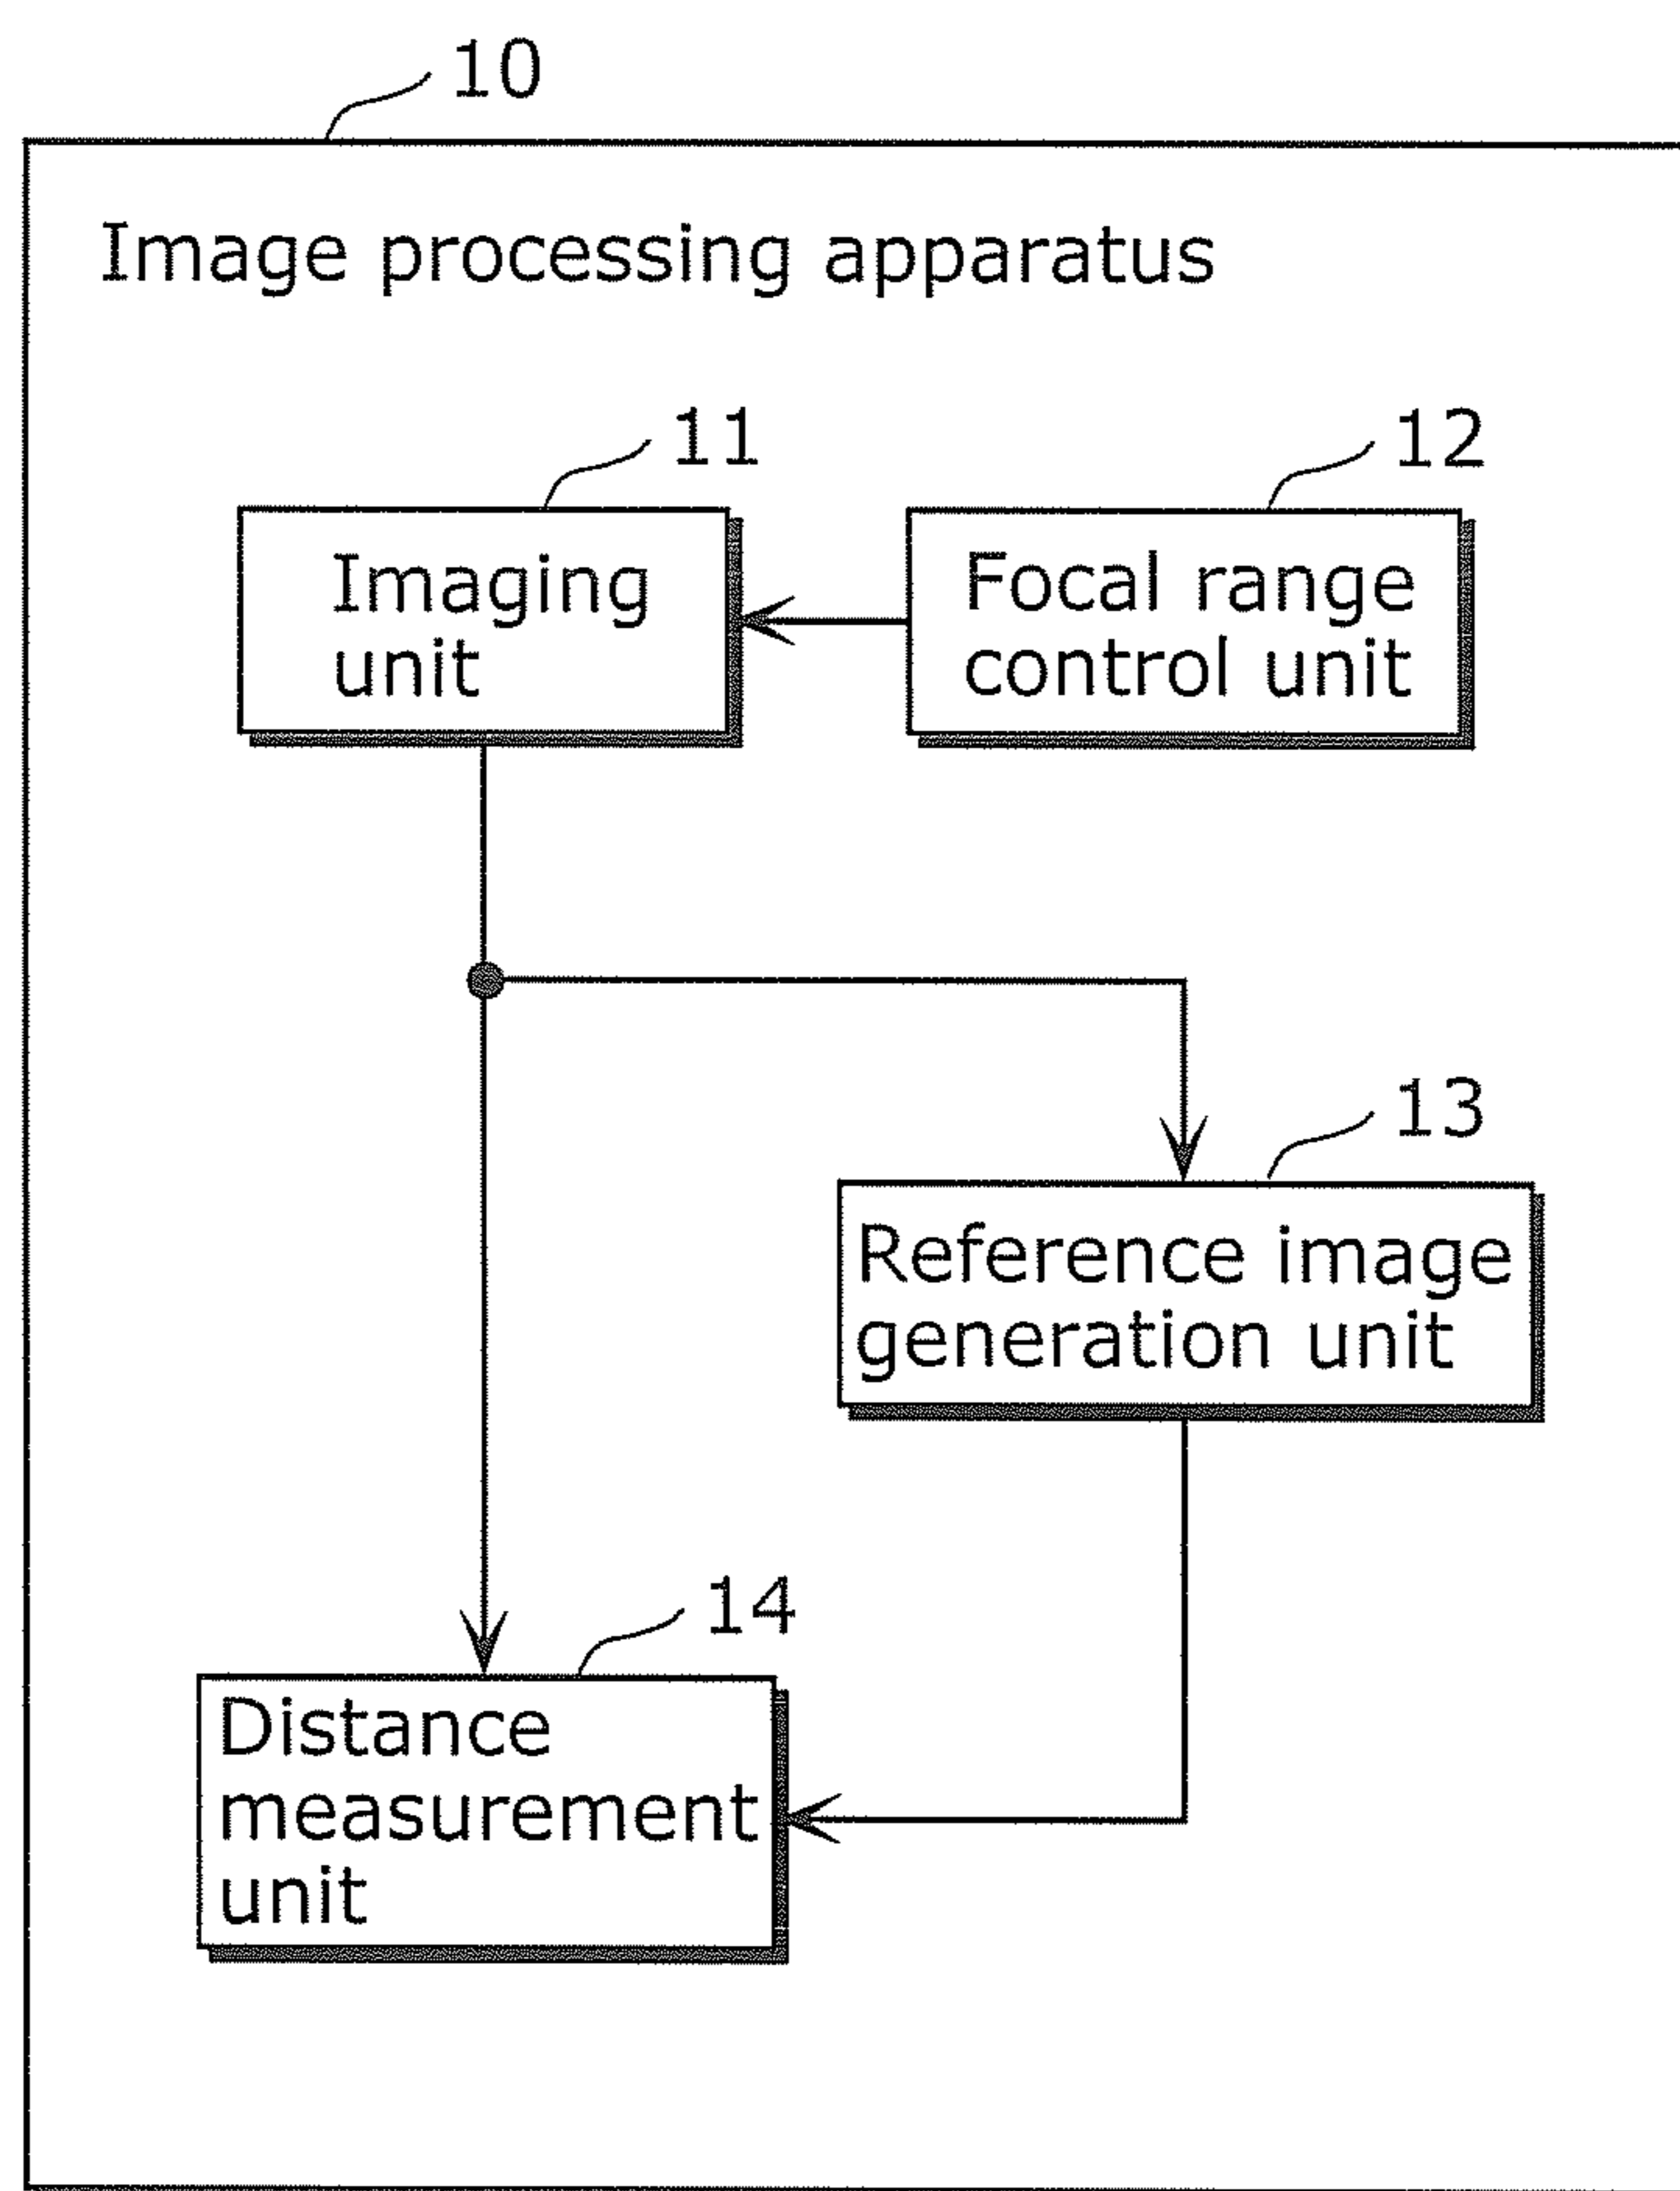 10
Image processing apparatus
11
12
Imaging
unit
Focal range
control unit
13
Reference image
generation unit
14
Distance
measurement
unit